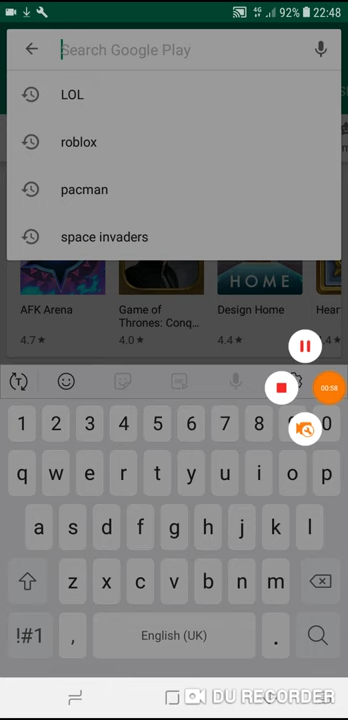 92% 22:48
Search Google Play
LOL
roblox
pacman
space invaders
HOME
AFK Arena
Game of
Thrones: Conq...
Design Home
Hear
4.7★
4.0★
4.4★
00:58
1 2 3 4 5 6 7 8 9 0
q w e r t y u i o p
a s d f g h j k l
z x c v b n m
!#1 , English (UK) .
DU RECORDER